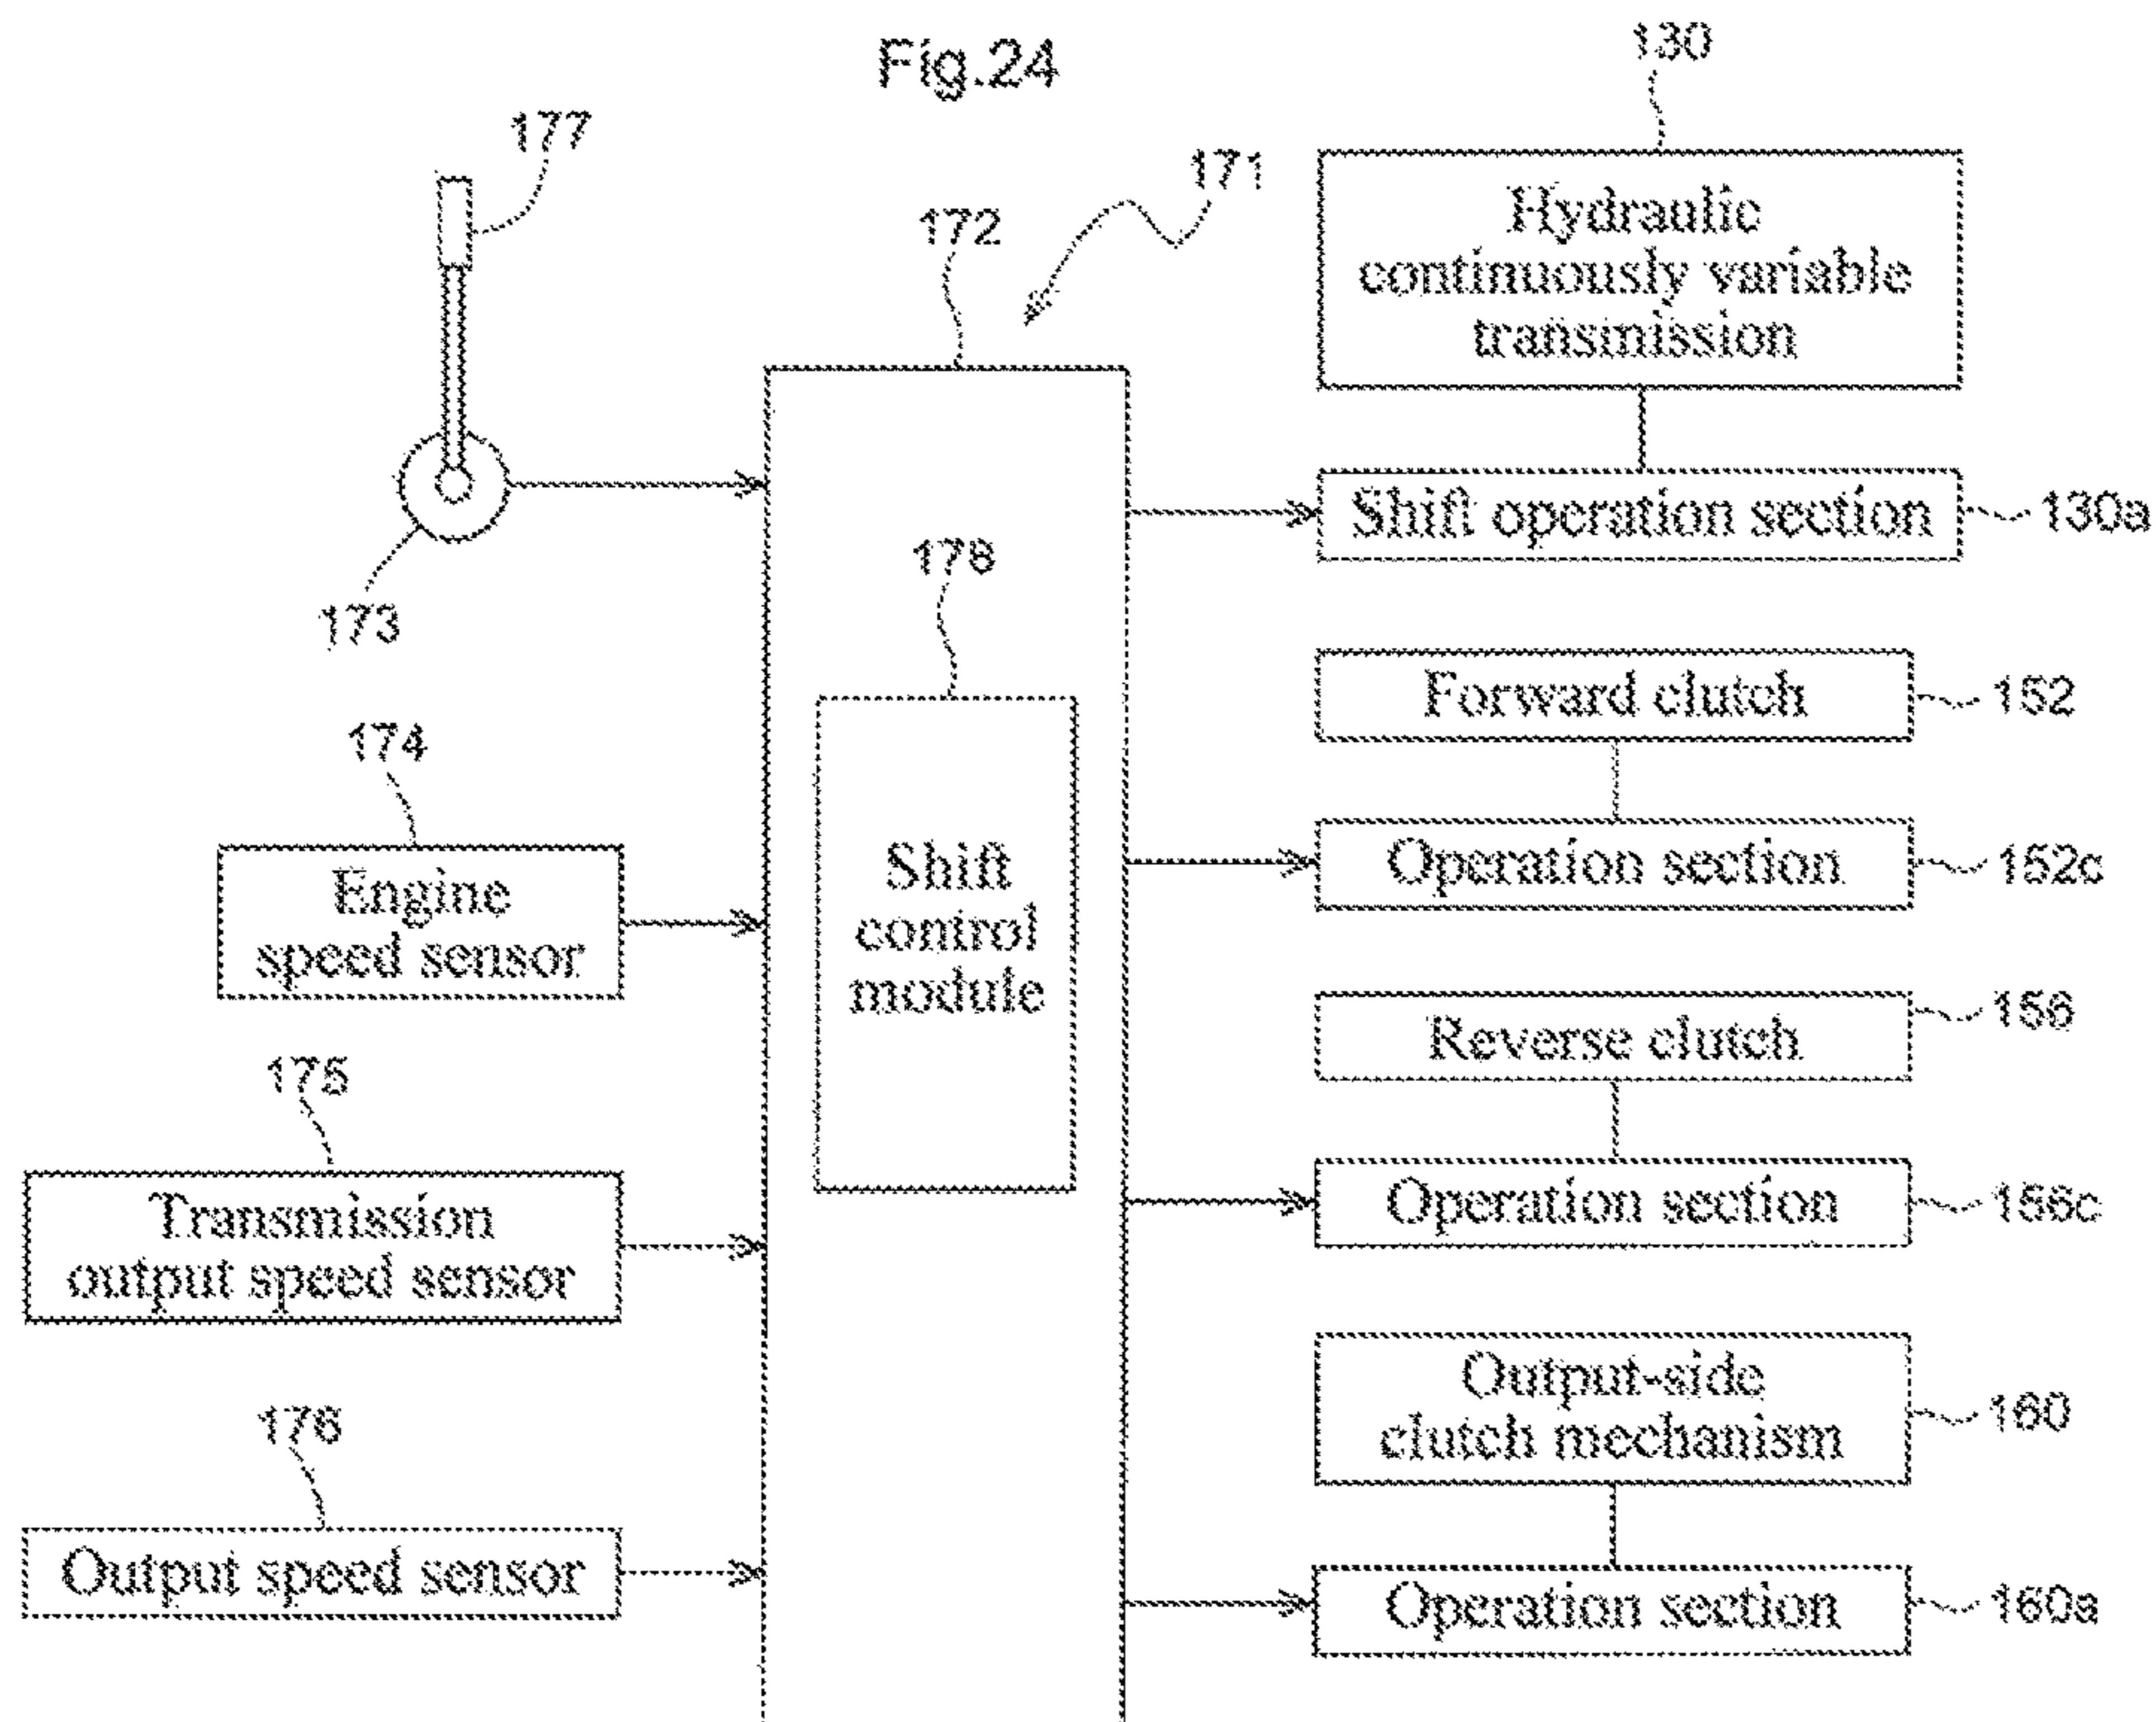 Fig.24
130
177
171
172
Hydraulic
continuously variable
transmission
Shift operation section
130a
173
178
Forward clutch
152
174
Engine
speed sensor
Shift
control
module
Operation section
152c
Reverse clutch
156
175
Transmission
output speed sensor
Operation section
156c
Output-side
clutch mechanism
160
176
Output speed sensor
Operation section
160a